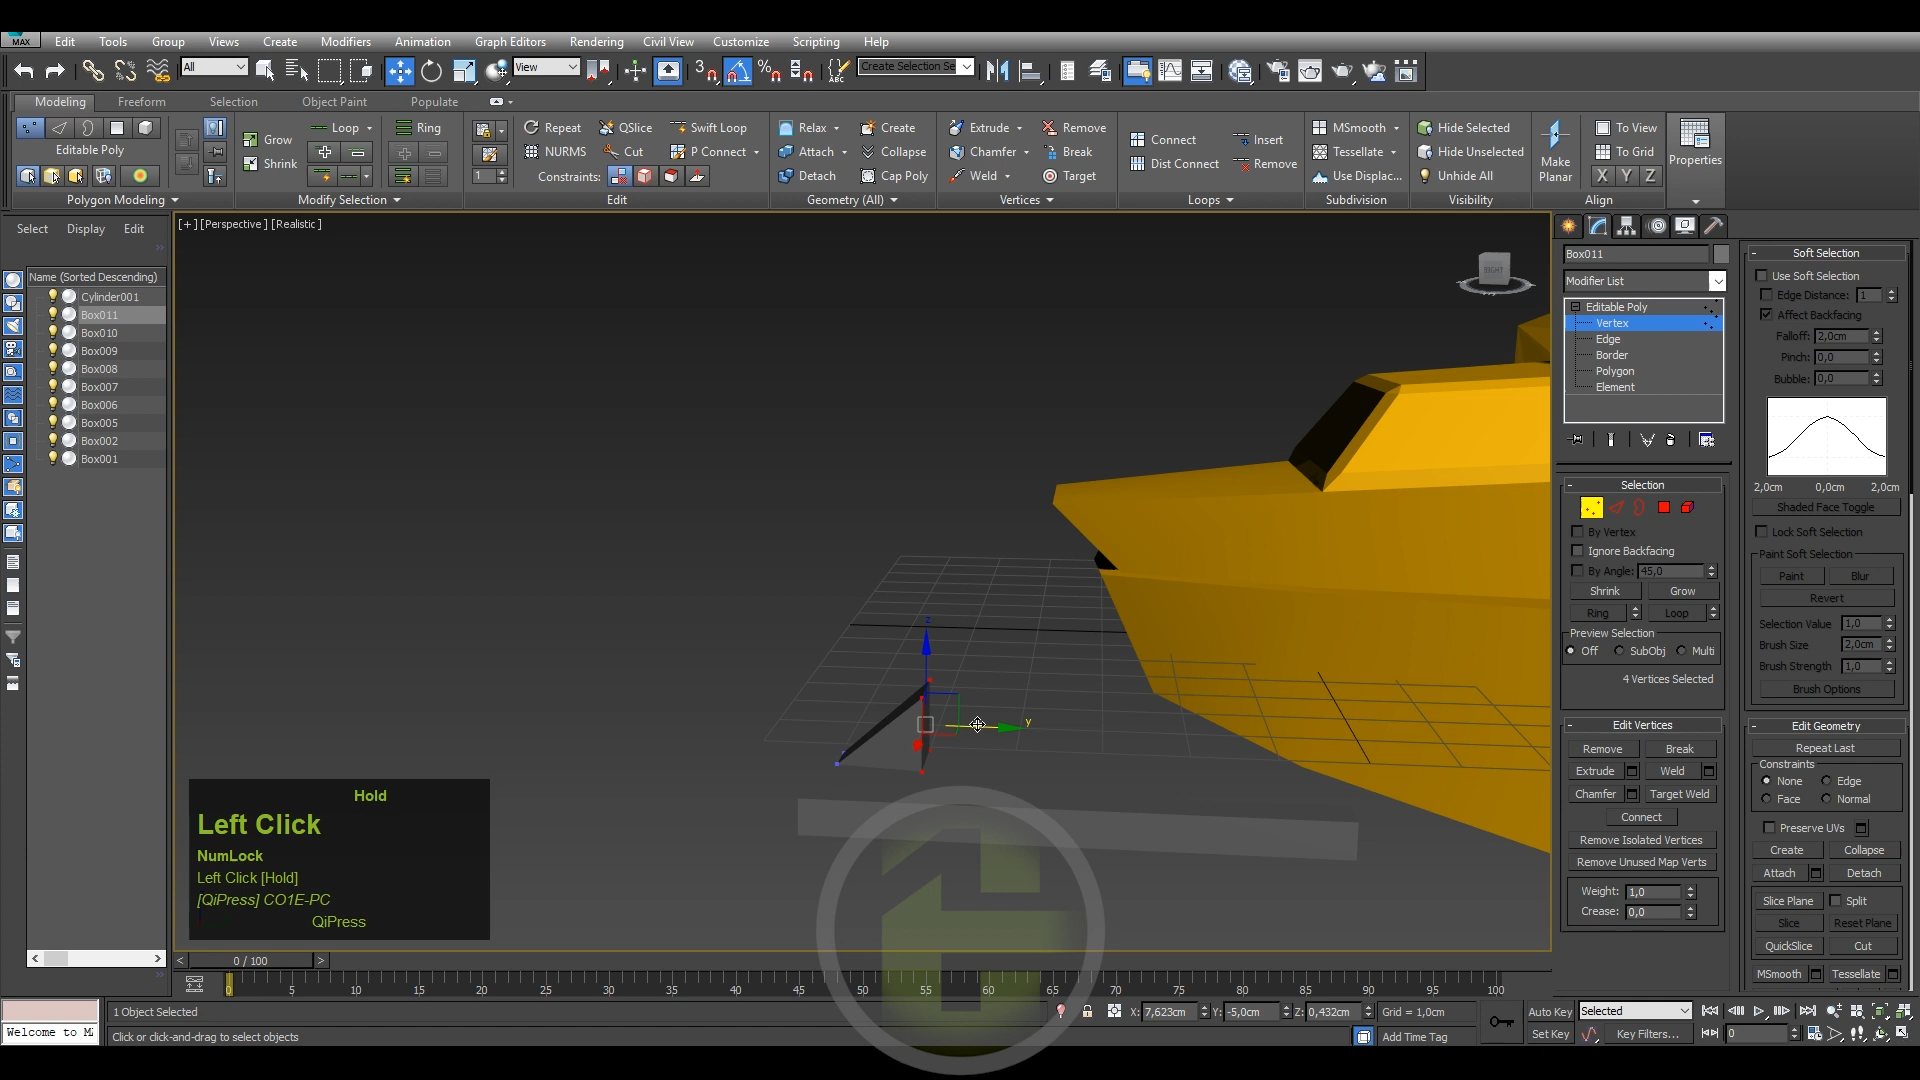 MAX Edit Tools Group Views Create Modifiers Animation Graph Editors Rendering Civil View Customize Scripting Help
All View 3 ABC Create Selection Se
Modeling Freeform Selection Object Paint Populate
Editable Poly
Polygon Modeling
Grow
Shrink
Loop
Ring
Modify Selection
1
Repeat QSlice Swift Loop
NURMS Cut P Connect
Constraints:
Edit
Relax Create
Attach Collapse
Detach Cap Poly
Geometry (All)
Extrude Remove
Chamfer Break
Weld Target
Vertices
Connect Insert
Dist Connect Remove
Loops
MSmooth
Tessellate
Use Displac...
Subdivision
Hide Selected
Hide Unselected
Unhide All
Visibility
Make Planar
To View
To Grid
X Y Z
Align
Properties
Select Display Edit
Name (Sorted Descending)
Cylinder001
Box011
Box010
Box009
Box008
Box007
Box006
Box005
Box002
Box001
[+] [Perspective] [Realistic]
RIGHT
z
y
Hold
Left Click
NumLock
Left Click [Hold]
[QiPress] CO1E-PC
QiPress
Box011
Modifier List
Editable Poly
Vertex
Edge
Border
Polygon
Element
Selection
By Vertex
Ignore Backfacing
By Angle: 45,0
Shrink Grow
Ring Loop
Preview Selection
Off SubObj Multi
4 Vertices Selected
Edit Vertices
Remove Break
Extrude Weld
Chamfer Target Weld
Connect
Remove Isolated Vertices
Remove Unused Map Verts
Weight: 1,0
Crease: 0,0
Soft Selection
Use Soft Selection
Edge Distance: 1
Affect Backfacing
Falloff: 2,0cm
Pinch: 0,0
Bubble: 0,0
2,0cm 0,0cm 2,0cm
Shaded Face Toggle
Lock Soft Selection
Paint Soft Selection
Paint Blur
Revert
Selection Value 1,0
Brush Size 2,0cm
Brush Strength 1,0
Brush Options
Edit Geometry
Repeat Last
Constraints
None Edge
Face Normal
Preserve UVs
Create Collapse
Attach Detach
Slice Plane Split
Slice Reset Plane
QuickSlice Cut
MSmooth Tessellate
0 / 100
0 5 10 15 20 25 30 35 40 45 50 55 60 65 70 75 80 85 90 95 100
Welcome to M
1 Object Selected
X: 7,623cm Y: -5,0cm Z: 0,432cm Grid = 1,0cm
Auto Key Selected
Click or click-and-drag to select objects
Add Time Tag
Set Key Key Filters... 0